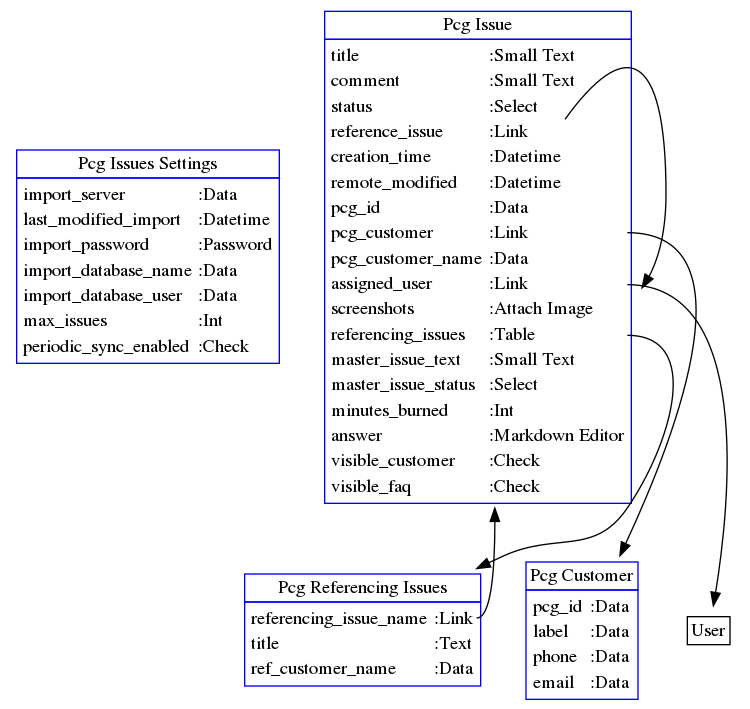 Pcg Issue
title :Small Text
comment :Small Text
status :Select
reference_issue :Link
creation_time :Datetime
remote_modified :Datetime
pcg_id :Data
pcg_customer :Link
pcg_customer_name :Data
assigned_user :Link
screenshots :Attach Image
referencing_issues :Table
master_issue_text :Small Text
master_issue_status :Select
minutes_burned :Int
answer :Markdown Editor
visible_customer :Check
visible_faq :Check
Pcg Issues Settings
import_server :Data
last_modified_import :Datetime
import_password :Password
import_database_name :Data
import_database_user :Data
max_issues :Int
periodic_sync_enabled :Check
Pcg Referencing Issues
referencing_issue_name :Link
title :Text
ref_customer_name :Data
Pcg Customer
pcg_id :Data
label :Data
phone :Data
email :Data
User